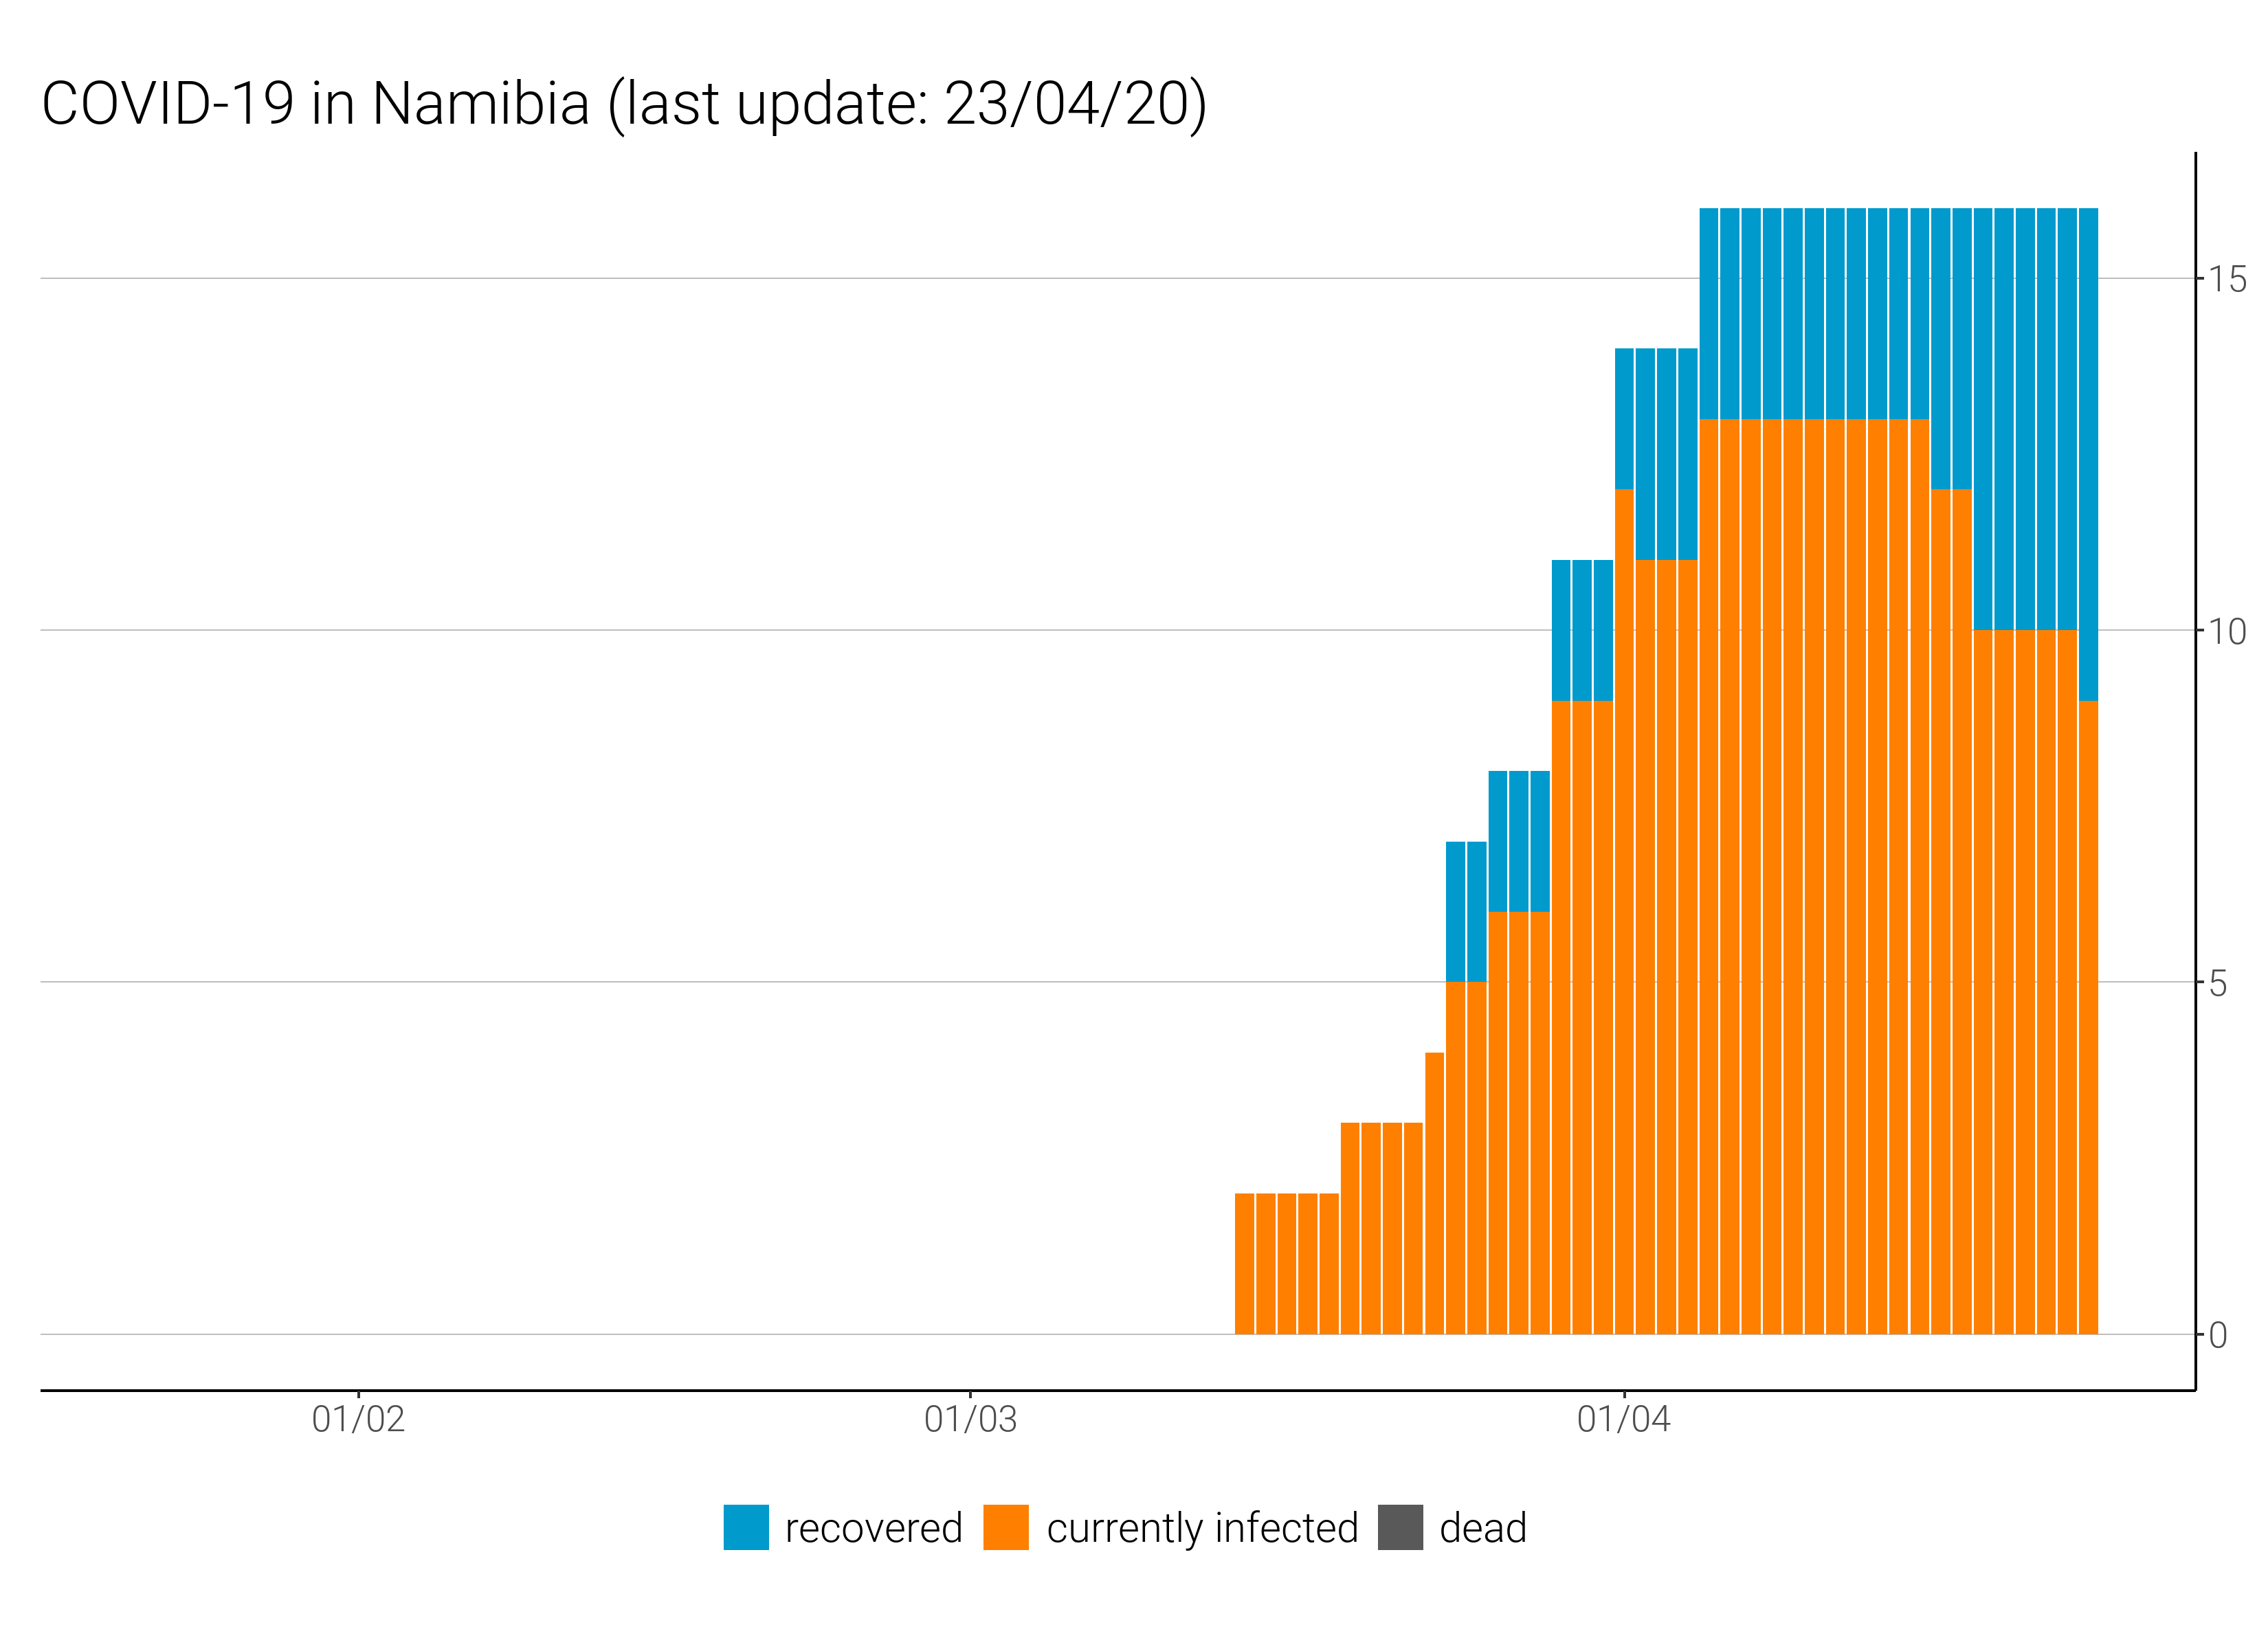 COVID-19 in Namibia (last update: 23/04/20)
15
10
5
0
01/02 01/03 01/04
recovered currently infected dead